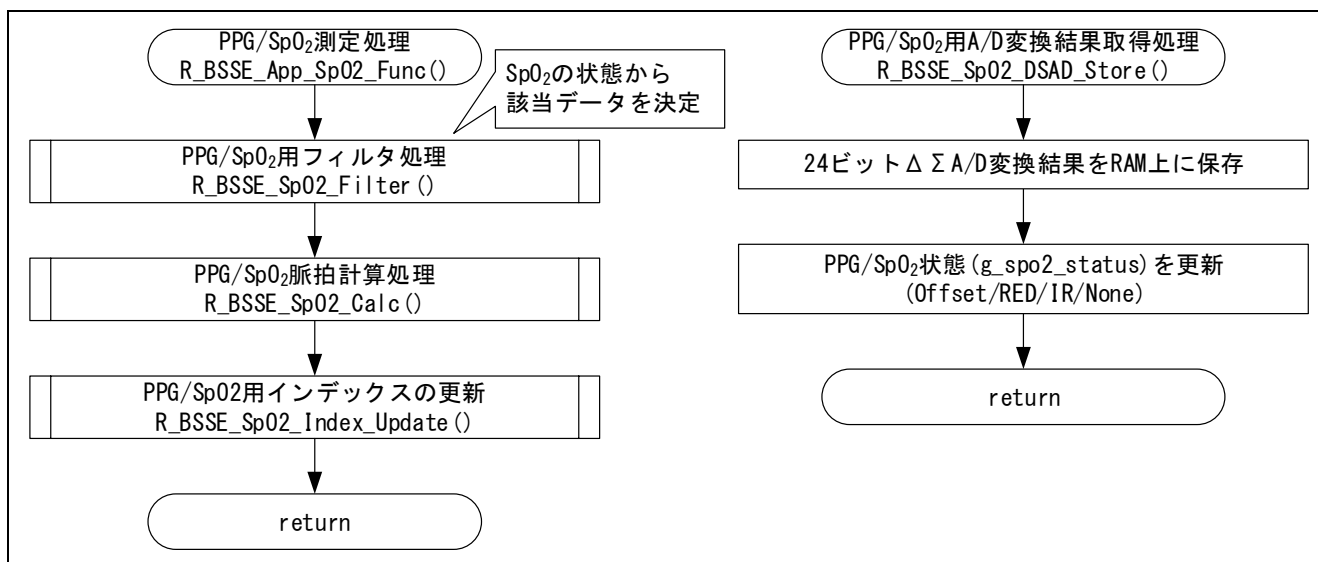 PPG/SpO₂測定処理
R_BSSE_App_SpO2_Func()
SpO₂の状態から
該当データを決定
PPG/SpO₂用フィルタ処理
R_BSSE_SpO2_Filter()
PPG/SpO₂脈拍計算処理
R_BSSE_SpO2_Calc()
PPG/SpO2用インデックスの更新
R_BSSE_SpO2_Index_Update()
return
PPG/SpO₂用A/D変換結果取得処理
R_BSSE_SpO2_DSAD_Store()
24ビットΔΣA/D変換結果をRAM上に保存
PPG/SpO₂状態(g_spo2_status)を更新
(Offset/RED/IR/None)
return